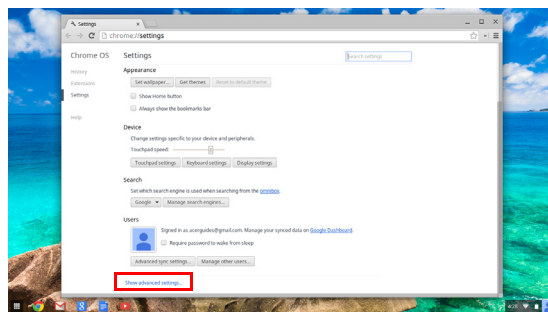 Settings
chrome://settings
Chrome OS
History
Extensions
Settings
Help
Settings
Search settings
Appearance
Set wallpaper... Get themes Reset to default theme
Show Home button
Always show the bookmarks bar
Device
Change settings specific to your device and peripherals.
Touchpad speed:
Touchpad settings Keyboard settings Display settings
Search
Set which search engine is used when searching from the omnibox.
Google Manage search engines...
Users
Signed in as acerguides@gmail.com. Manage your synced data on Google Dashboard.
Require password to wake from sleep
Advanced sync settings... Manage other users...
Show advanced settings...
4:26